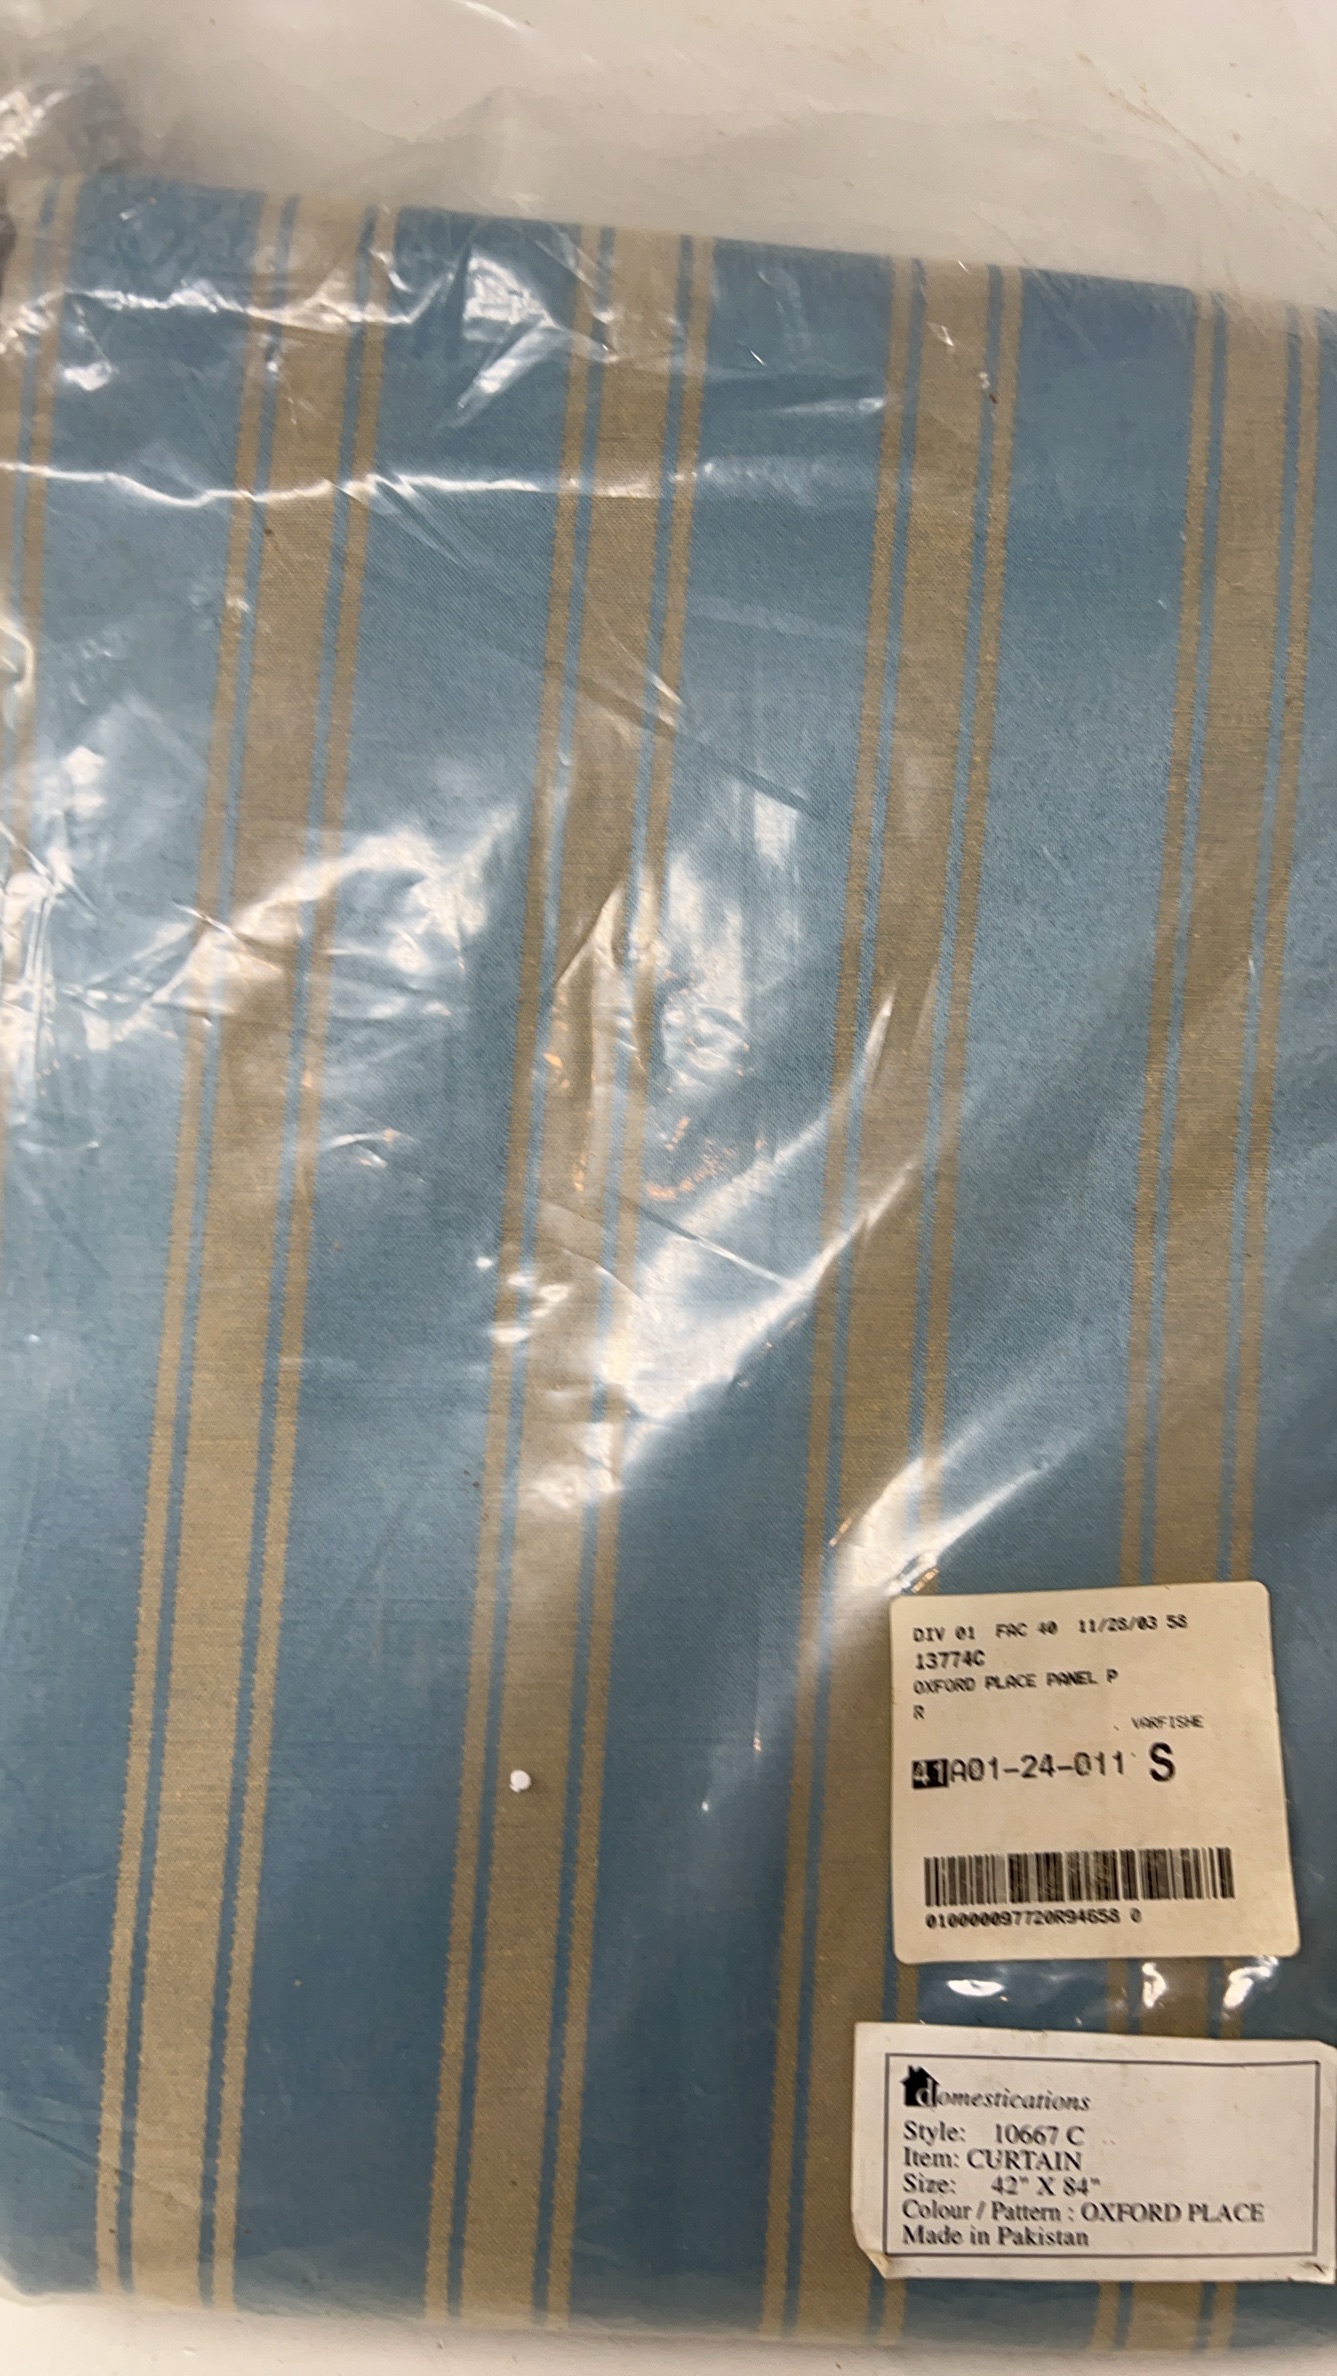 DIV 01 FAC 40 11/28/03 58
13774C
OXFORD PLACE PANEL P
R
VARFISHE
41A01-24-011 S
010000097720R94658 0
domestications
Style: 10667 C
Item: CURTAIN
Size: 42" X 84"
Colour / Pattern : OXFORD PLACE
Made in Pakistan